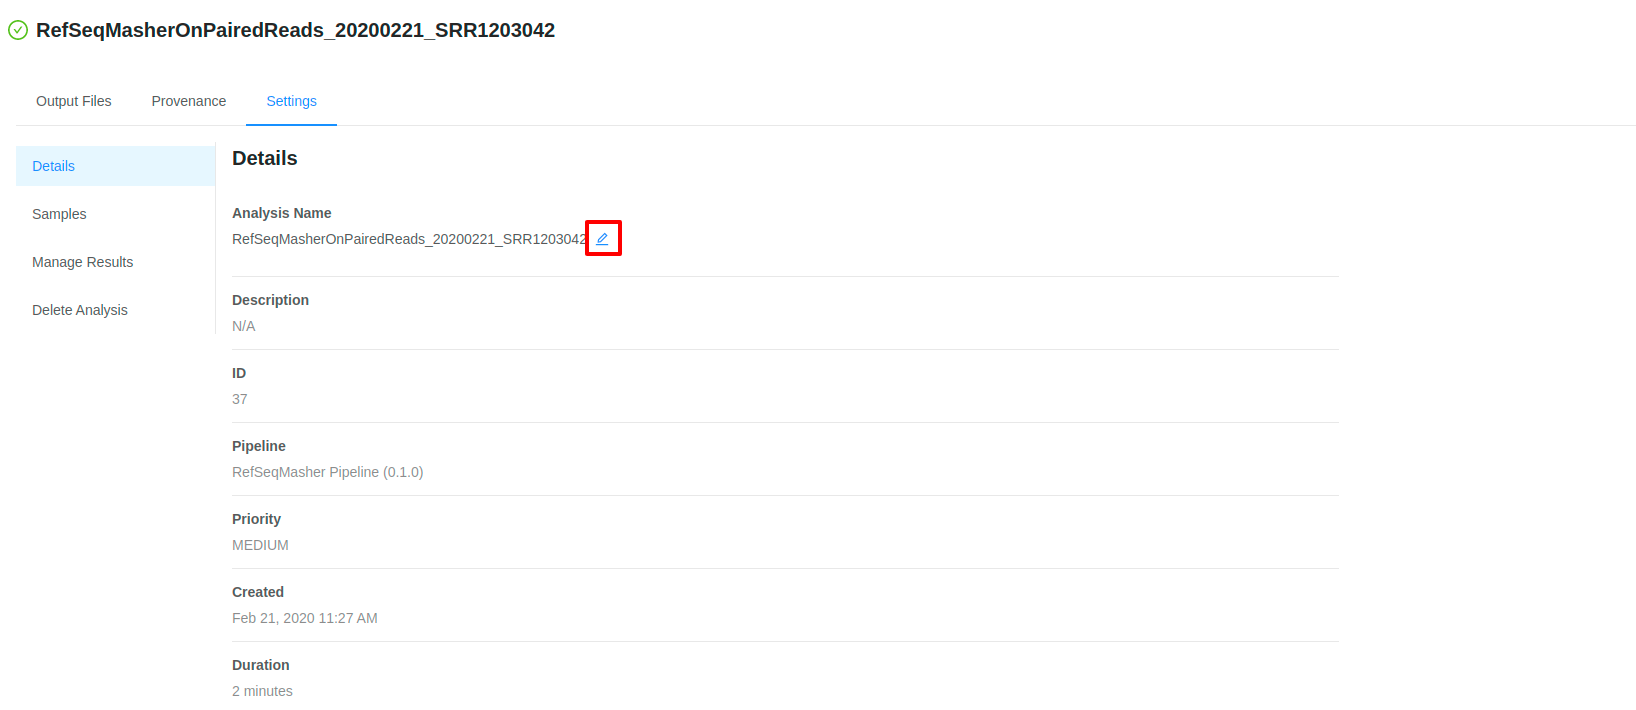 RefSeqMasherOnPairedReads_20200221_SRR1203042
Output Files
Provenance
Settings
Details
Samples
Manage Results
Delete Analysis
Details
Analysis Name
RefSeqMasherOnPairedReads_20200221_SRR1203042
Description
N/A
ID
37
Pipeline
RefSeqMasher Pipeline (0.1.0)
Priority
MEDIUM
Created
Feb 21, 2020 11:27 AM
Duration
2 minutes